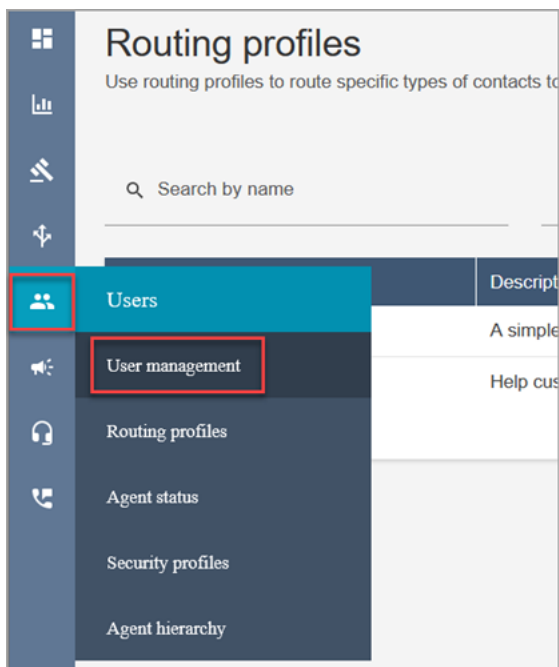 Routing profiles
Use routing profiles to route specific types of contacts
Search by name
Users
User management
Routing profiles
Agent status
Security profiles
Agent hierarchy
Descript
A simple
Help cus